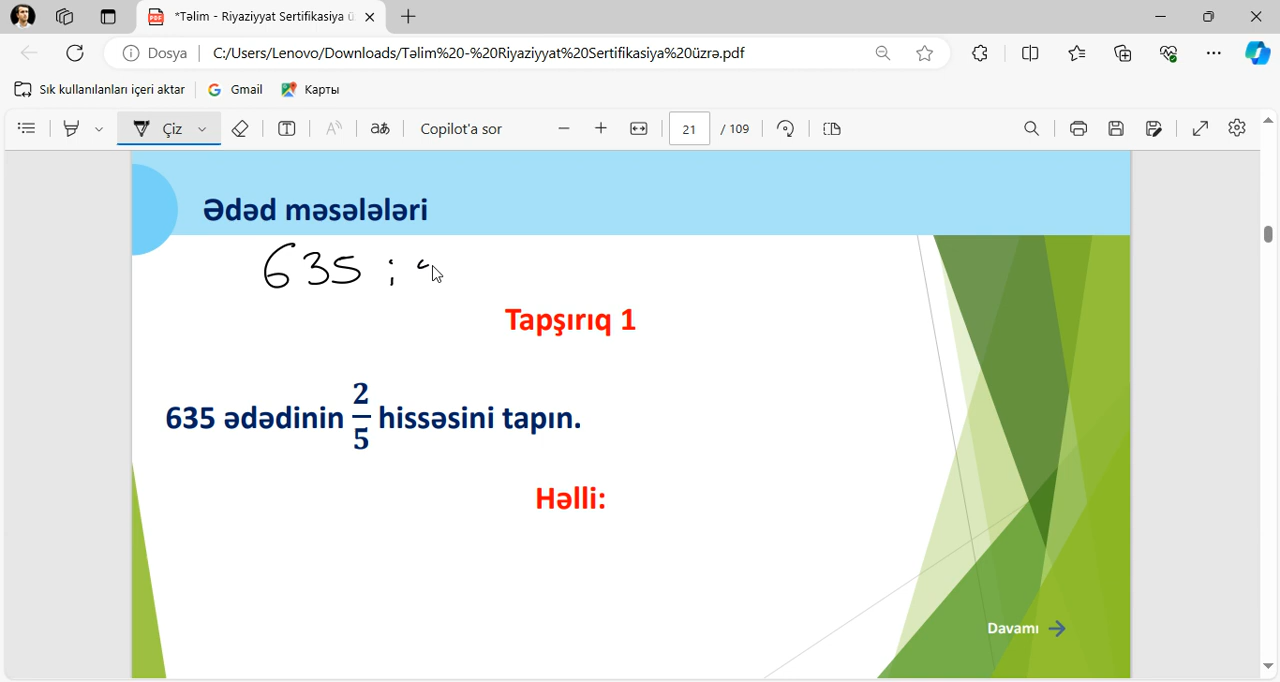 *Təlim - Riyaziyyat Sertifikasiya ü
Dosya
C:/Users/Lenovo/Downloads/Təlim%20-%20Riyaziyyat%20Sertifikasiya%20üzrə.pdf
Sık kullanılanları içeri aktar
Gmail
Карты
Çiz
Copilot'a sor
21 / 109
Ədəd məsələləri
635 ;
Tapşırıq 1
635 ədədinin 2/5 hissəsini tapın.
Həlli:
Davamı